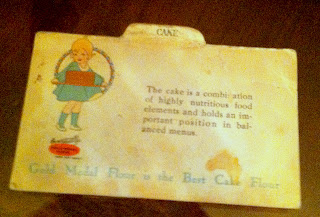 CAKE
The cake is a combination
of highly nutritious food
elements and holds an im-
portant position in bal-
anced menus.
Gold Medal Flour is the Best Cake Flour